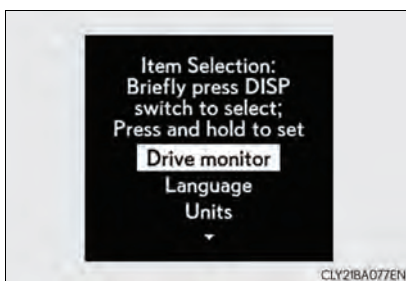 Item Selection:
Briefly press DISP
switch to select;
Press and hold to set
Drive monitor
Language
Units
CLY21BA077EN